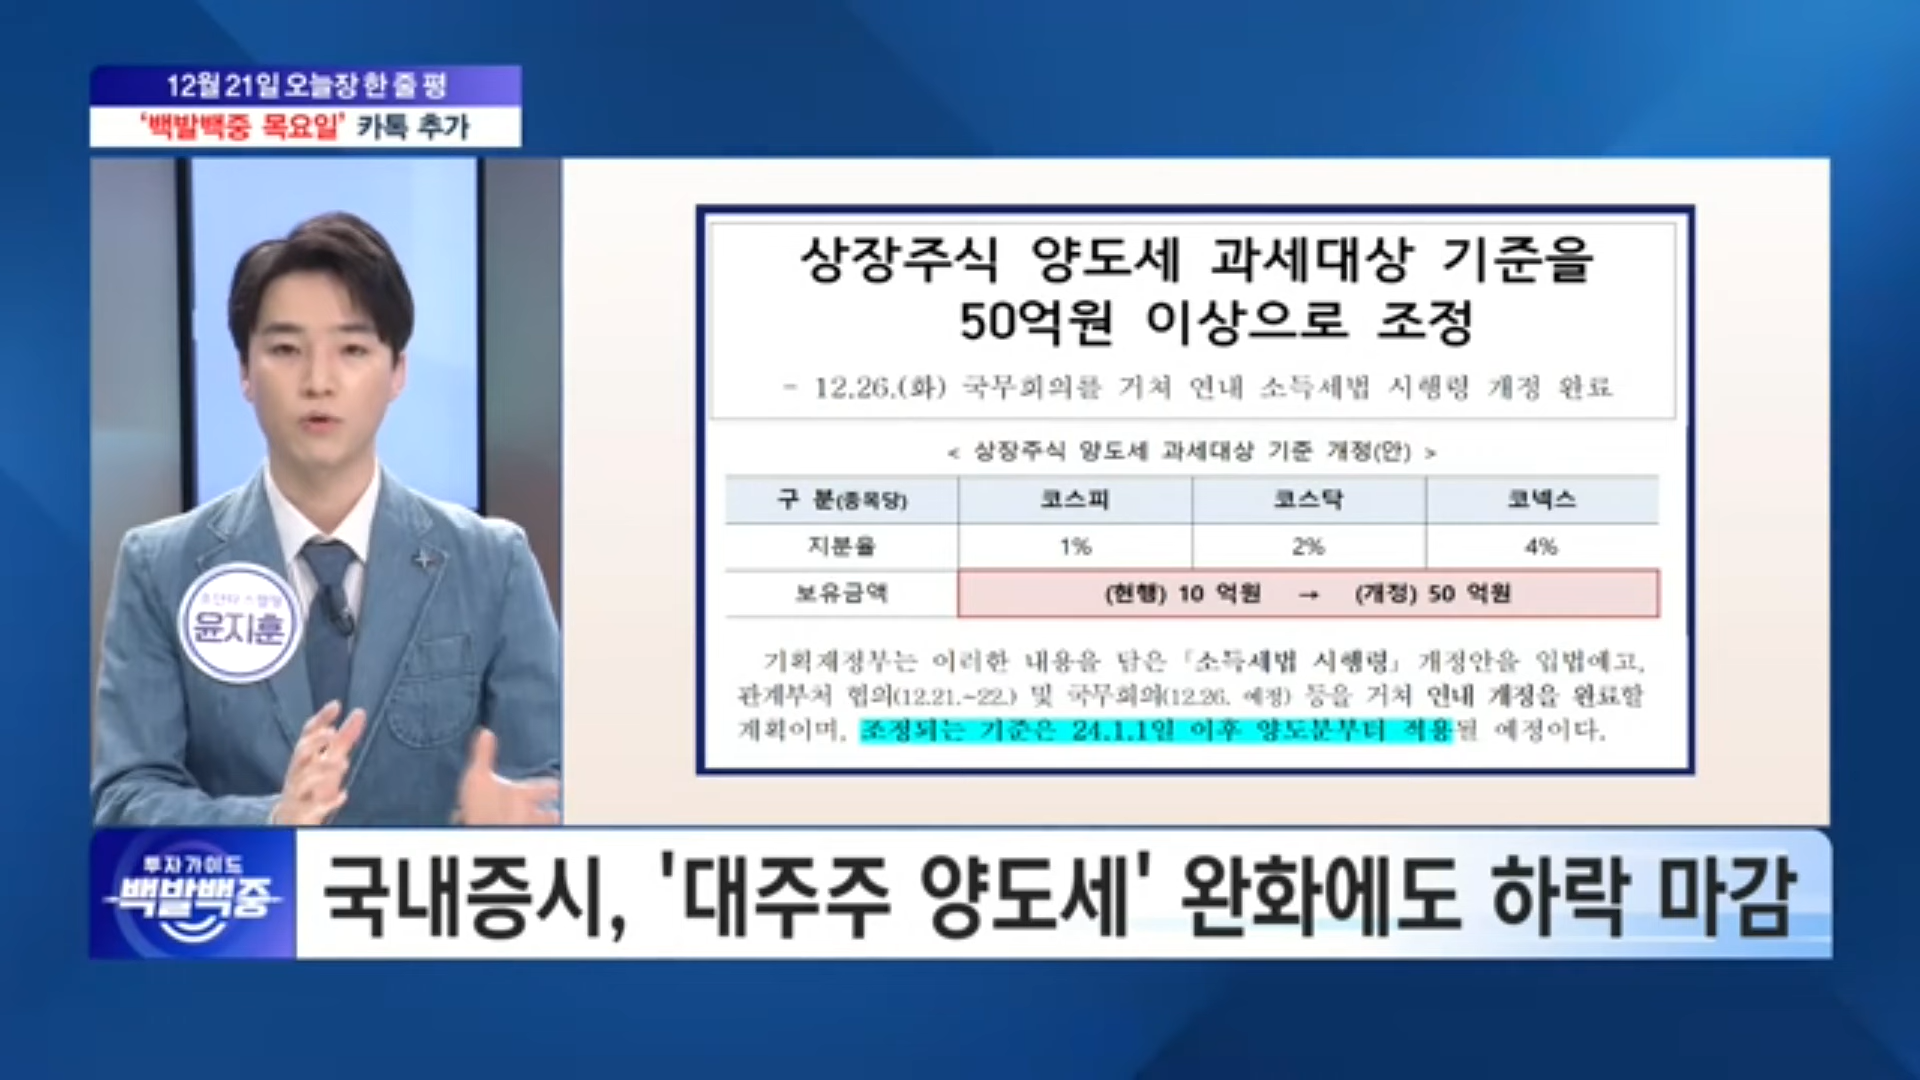 12월 21일 오늘장 한 줄 평
'백발백중 목요일' 카톡 추가
상장주식 양도세 과세대상 기준을
50억원 이상으로 조정
- 12.26.(화) 국무회의를 거쳐 연내 소득세법 시행령 개정 완료
< 상장주식 양도세 과세대상 기준 개정(안) >
구 분(종목당) 코스피 코스닥 코넥스
지분율 1% 2% 4%
보유금액 (현행) 10 억원 → (개정) 50 억원
기획재정부는 이러한 내용을 담은 「소득세법 시행령」 개정안을 입법예고,
관계부처 협의(12.21.~22.) 및 국무회의(12.26. 예정) 등을 거쳐 연내 개정을 완료할
계획이며, 조정되는 기준은 24.1.1일 이후 양도분부터 적용될 예정이다.
윤지훈
투자가이드
백발백중
국내증시, '대주주 양도세' 완화에도 하락 마감